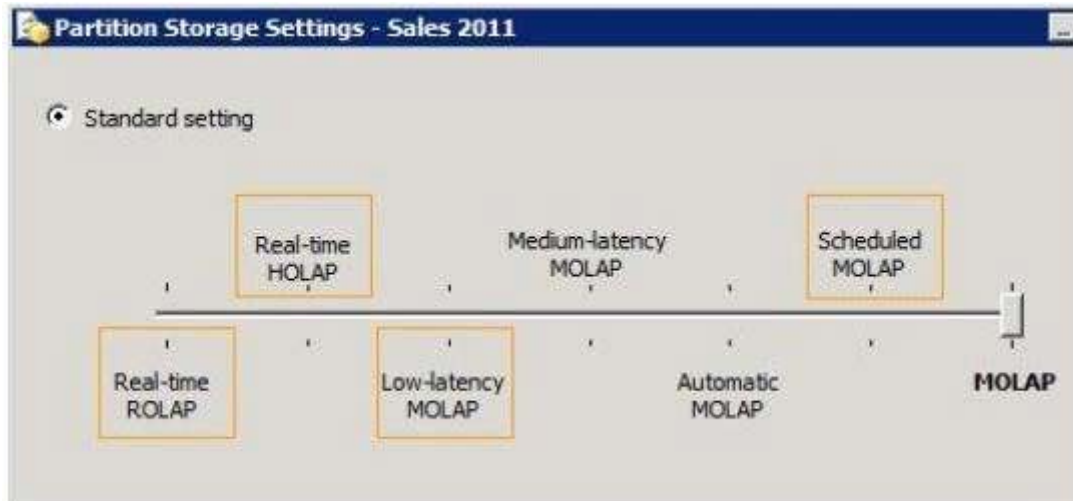 Partition Storage Settings - Sales 2011
Standard setting
Real-time
HOLAP
Medium-latency
MOLAP
Scheduled
MOLAP
Real-time
ROLAP
Low-latency
MOLAP
Automatic
MOLAP
MOLAP